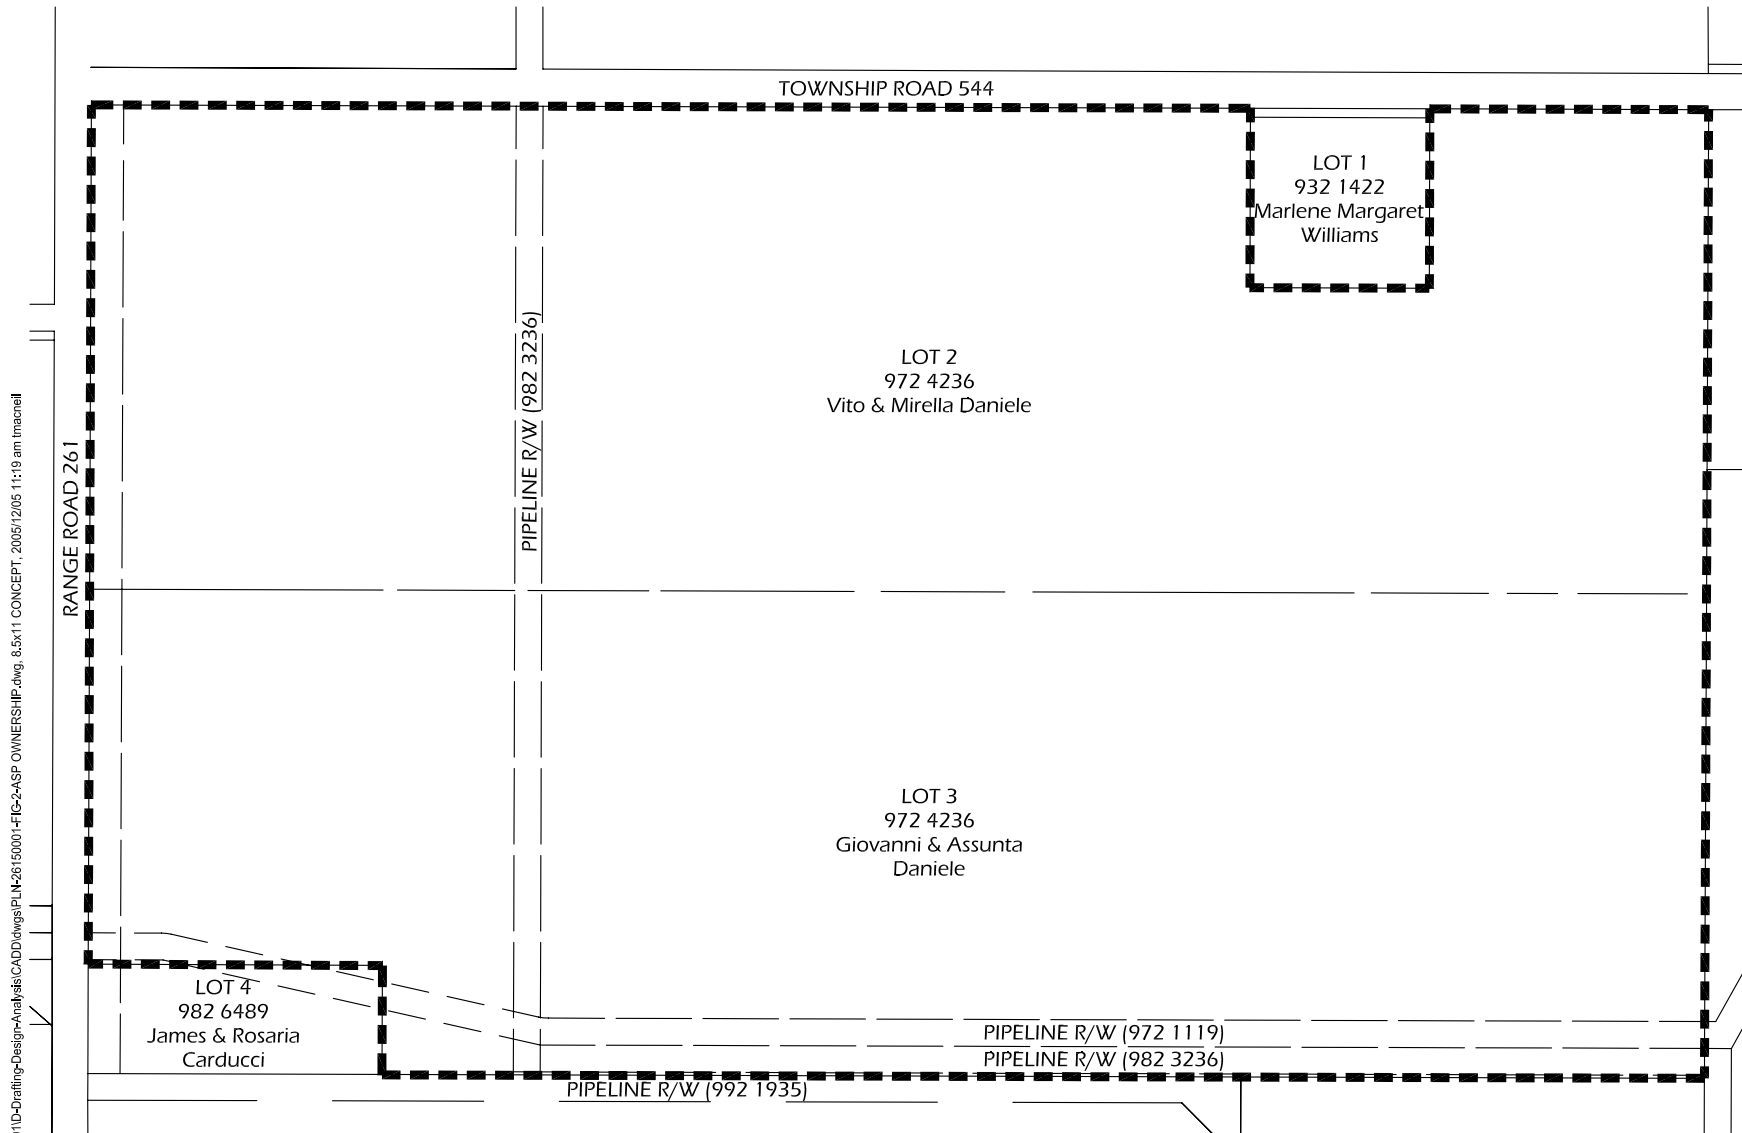 TOWNSHIP ROAD 544
LOT 1
932 1422
Marlene Margaret
Williams
PIPELINE R/W (982 3236)
LOT 2
972 4236
Vito & Mirella Daniele
RANGE ROAD 261
LOT 3
972 4236
Giovanni & Assunta
Daniele
LOT 4
982 6489
James & Rosaria
Carducci
PIPELINE R/W (972 1119)
PIPELINE R/W (982 3236)
PIPELINE R/W (992 1935)
01\D-Drafting-Design-Analysis\CADD\dwgs\PLN-26150001-FIG-2-ASP OWNERSHIP.dwg, 8.5x11 CONCEPT, 2005/12/05 11:19 am tmacneil